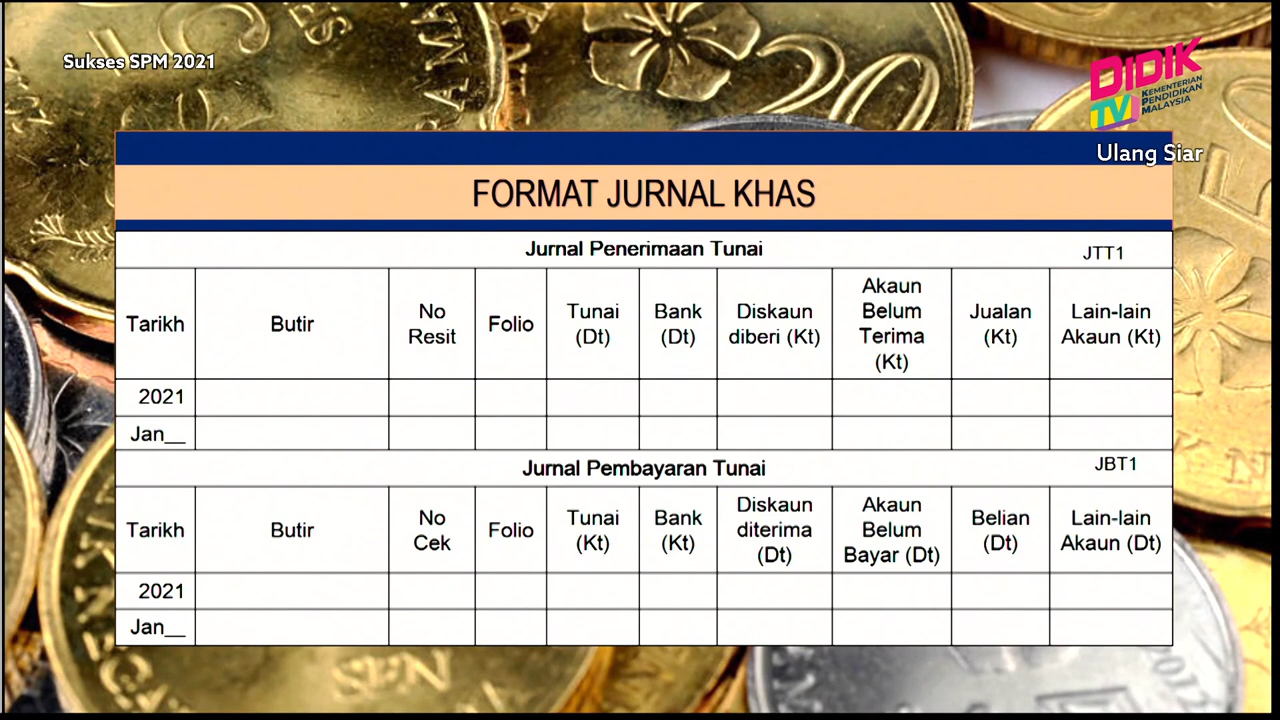 Sukses SPM 2021
DIDIK
TV
KEMENTERIAN
PENDIDIKAN
MALAYSIA
Ulang Siar
FORMAT JURNAL KHAS
Jurnal Penerimaan Tunai JTT1
Tarikh Butir No Resit Folio Tunai (Dt) Bank (Dt) Diskaun diberi (Kt) Akaun Belum Terima (Kt) Jualan (Kt) Lain-lain Akaun (Kt)
2021
Jan__
Jurnal Pembayaran Tunai JBT1
Tarikh Butir No Cek Folio Tunai (Kt) Bank (Kt) Diskaun diterima (Dt) Akaun Belum Bayar (Dt) Belian (Dt) Lain-lain Akaun (Dt)
2021
Jan__
20
SEN